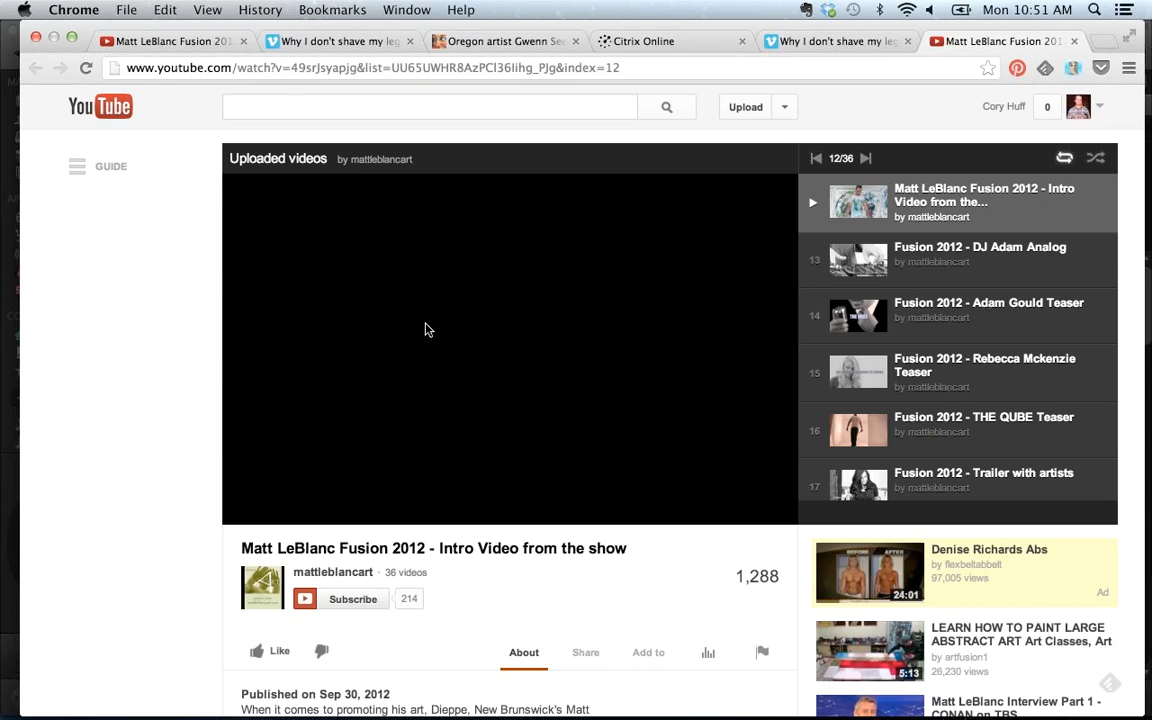 Chrome File Edit View History Bookmarks Window Help Mon 10:51 AM
Matt LeBlanc Fusion 201 Why I don't shave my leg Oregon artist Gwenn See Citrix Online Why I don't shave my leg Matt LeBlanc Fusion 201
www.youtube.com/watch?v=49srJsyapjg&list=UU65UWHR8AzPCl36lihg_PJg&index=12
YouTube Upload Cory Huff 0
GUIDE
Uploaded videos by mattleblancart
12/36
Matt LeBlanc Fusion 2012 - Intro
Video from the...
by mattleblancart
13 Fusion 2012 - DJ Adam Analog
by mattleblancart
14 Fusion 2012 - Adam Gould Teaser
by mattleblancart
15 Fusion 2012 - Rebecca Mckenzie
Teaser
by mattleblancart
16 Fusion 2012 - THE QUBE Teaser
by mattleblancart
17 Fusion 2012 - Trailer with artists
by mattleblancart
Matt LeBlanc Fusion 2012 - Intro Video from the show
mattleblancart · 36 videos
Subscribe 214
1,288
Like About Share Add to
Published on Sep 30, 2012
When it comes to promoting his art, Dieppe, New Brunswick's Matt
BEFORE AFTER
24:01
Denise Richards Abs
by flexbeltabbelt
97,005 views
Ad
5:13
LEARN HOW TO PAINT LARGE
ABSTRACT ART Art Classes, Art
by artfusion1
26,230 views
Matt LeBlanc Interview Part 1 -
CONAN on TBS